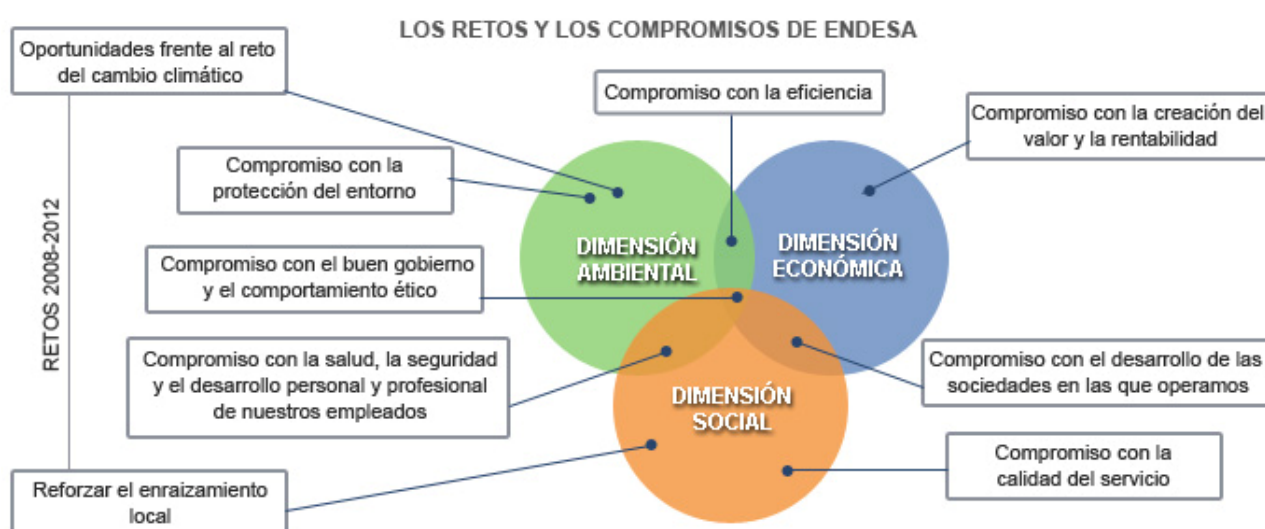 LOS RETOS Y LOS COMPROMISOS DE ENDESA
Oportunidades frente al reto
del cambio climático
Compromiso con la eficiencia
Compromiso con la creación del
valor y la rentabilidad
Compromiso con la
protección del entorno
RETOS 2008-2012
DIMENSIÓN
AMBIENTAL
DIMENSIÓN
ECONÓMICA
Compromiso con el buen gobierno
y el comportamiento ético
Compromiso con la salud, la seguridad
y el desarrollo personal y profesional
de nuestros empleados
Compromiso con el desarrollo de las
sociedades en las que operamos
DIMENSIÓN
SOCIAL
Compromiso con la
calidad del servicio
Reforzar el enraizamiento
local